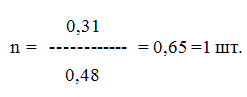 0,31
n = ------------ = 0,65 =1 шт.
0,48